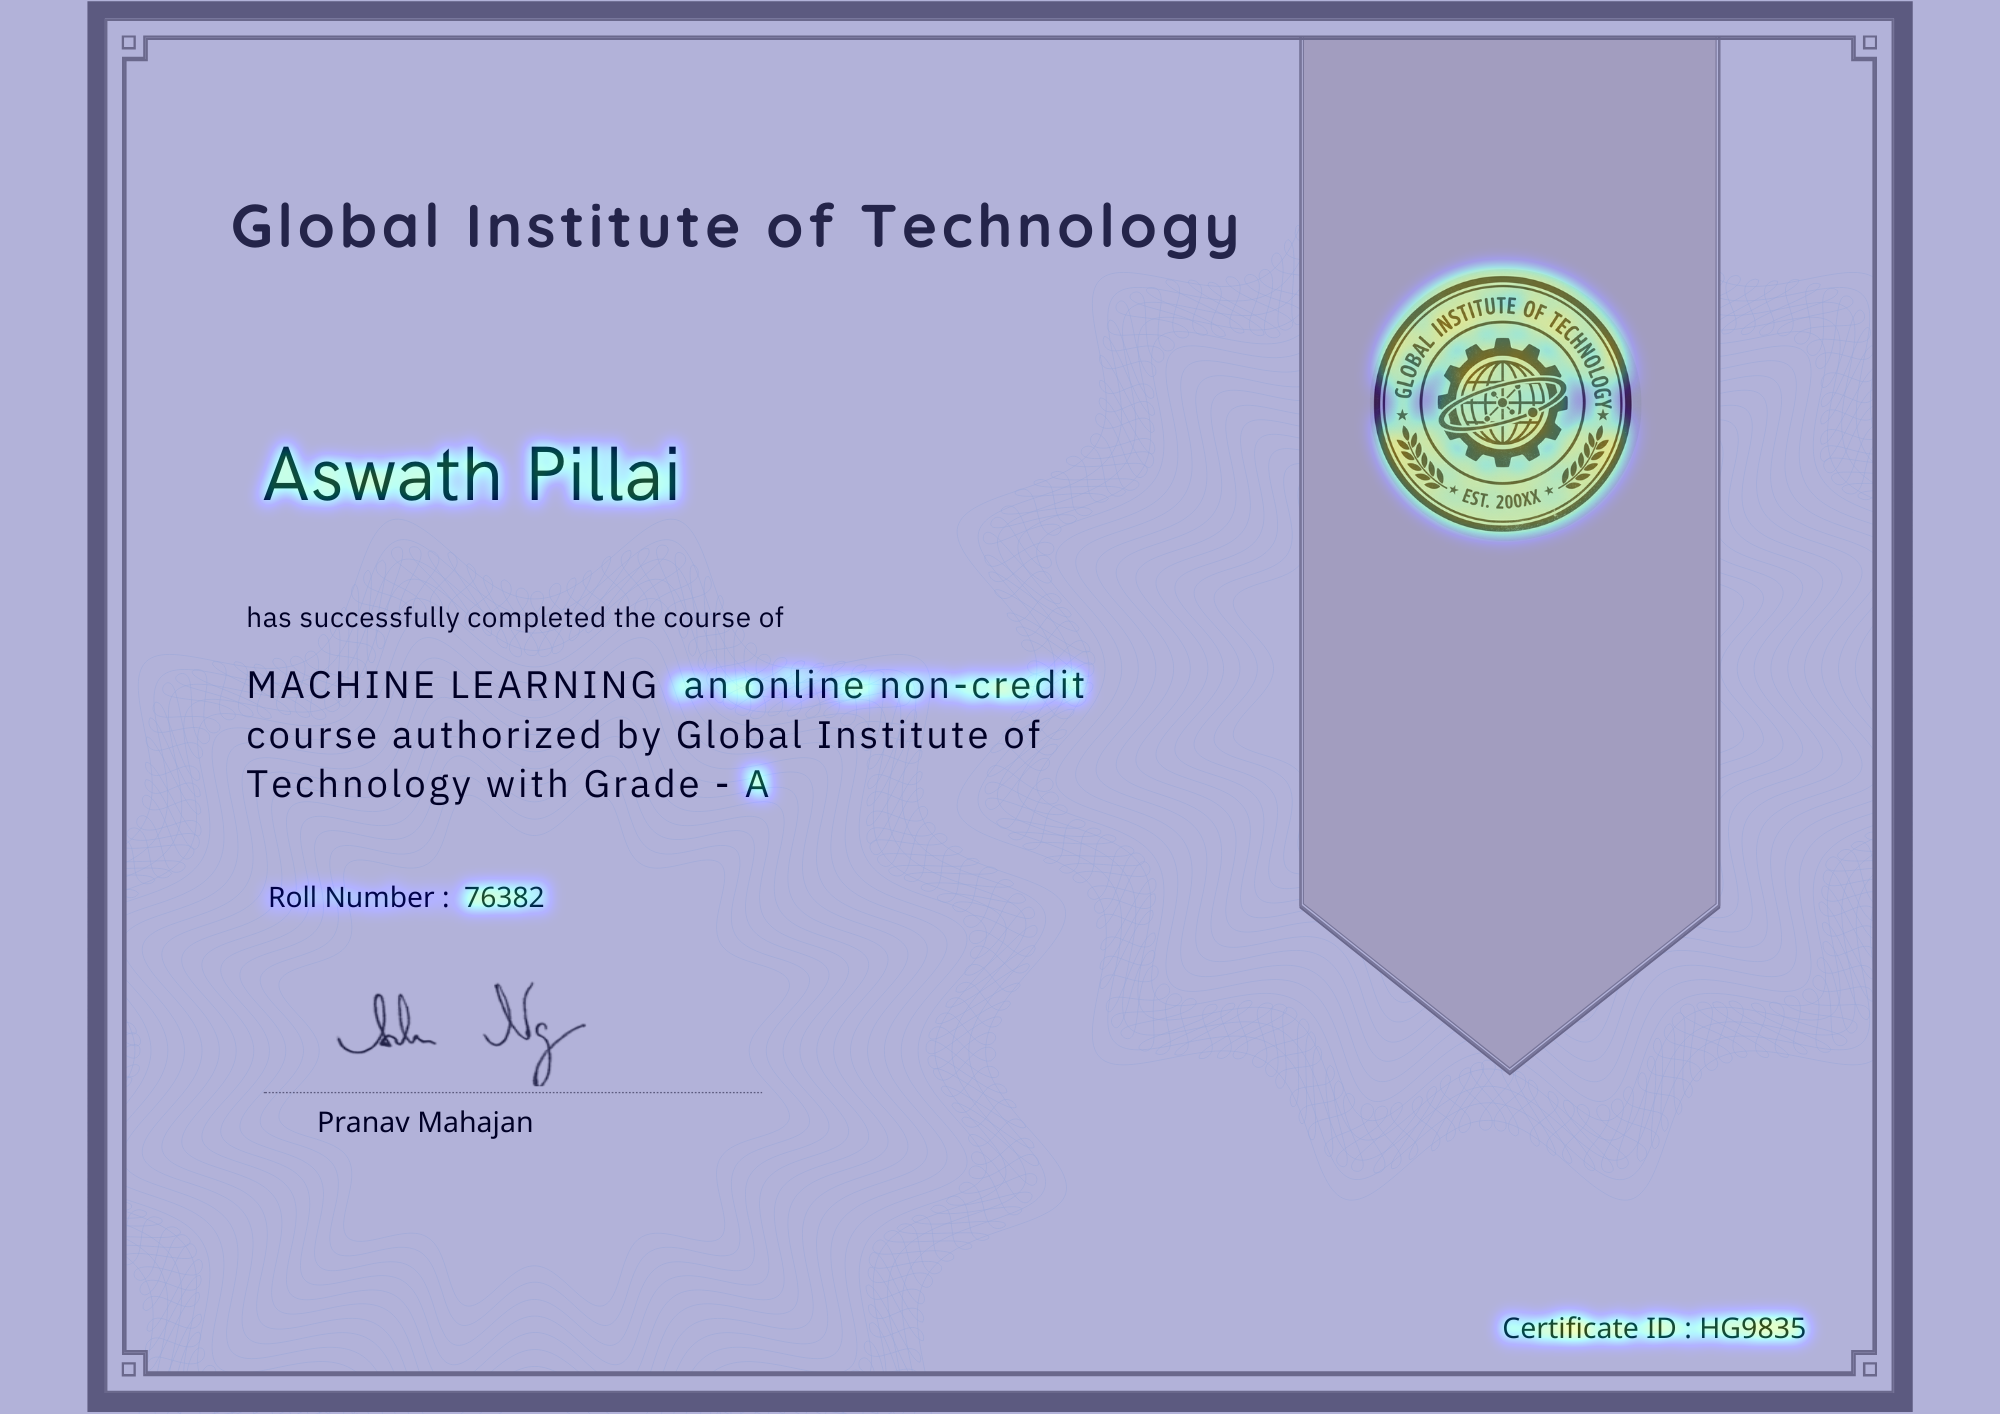 Global Institute of Technology
GLOBAL INSTITUTE OF TECHNOLOGY
EST. 200XX
Aswath Pillai
has successfully completed the course of
MACHINE LEARNING an online non-credit
course authorized by Global Institute of
Technology with Grade - A
Roll Number : 76382
Pranav Mahajan
Certificate ID : HG9835